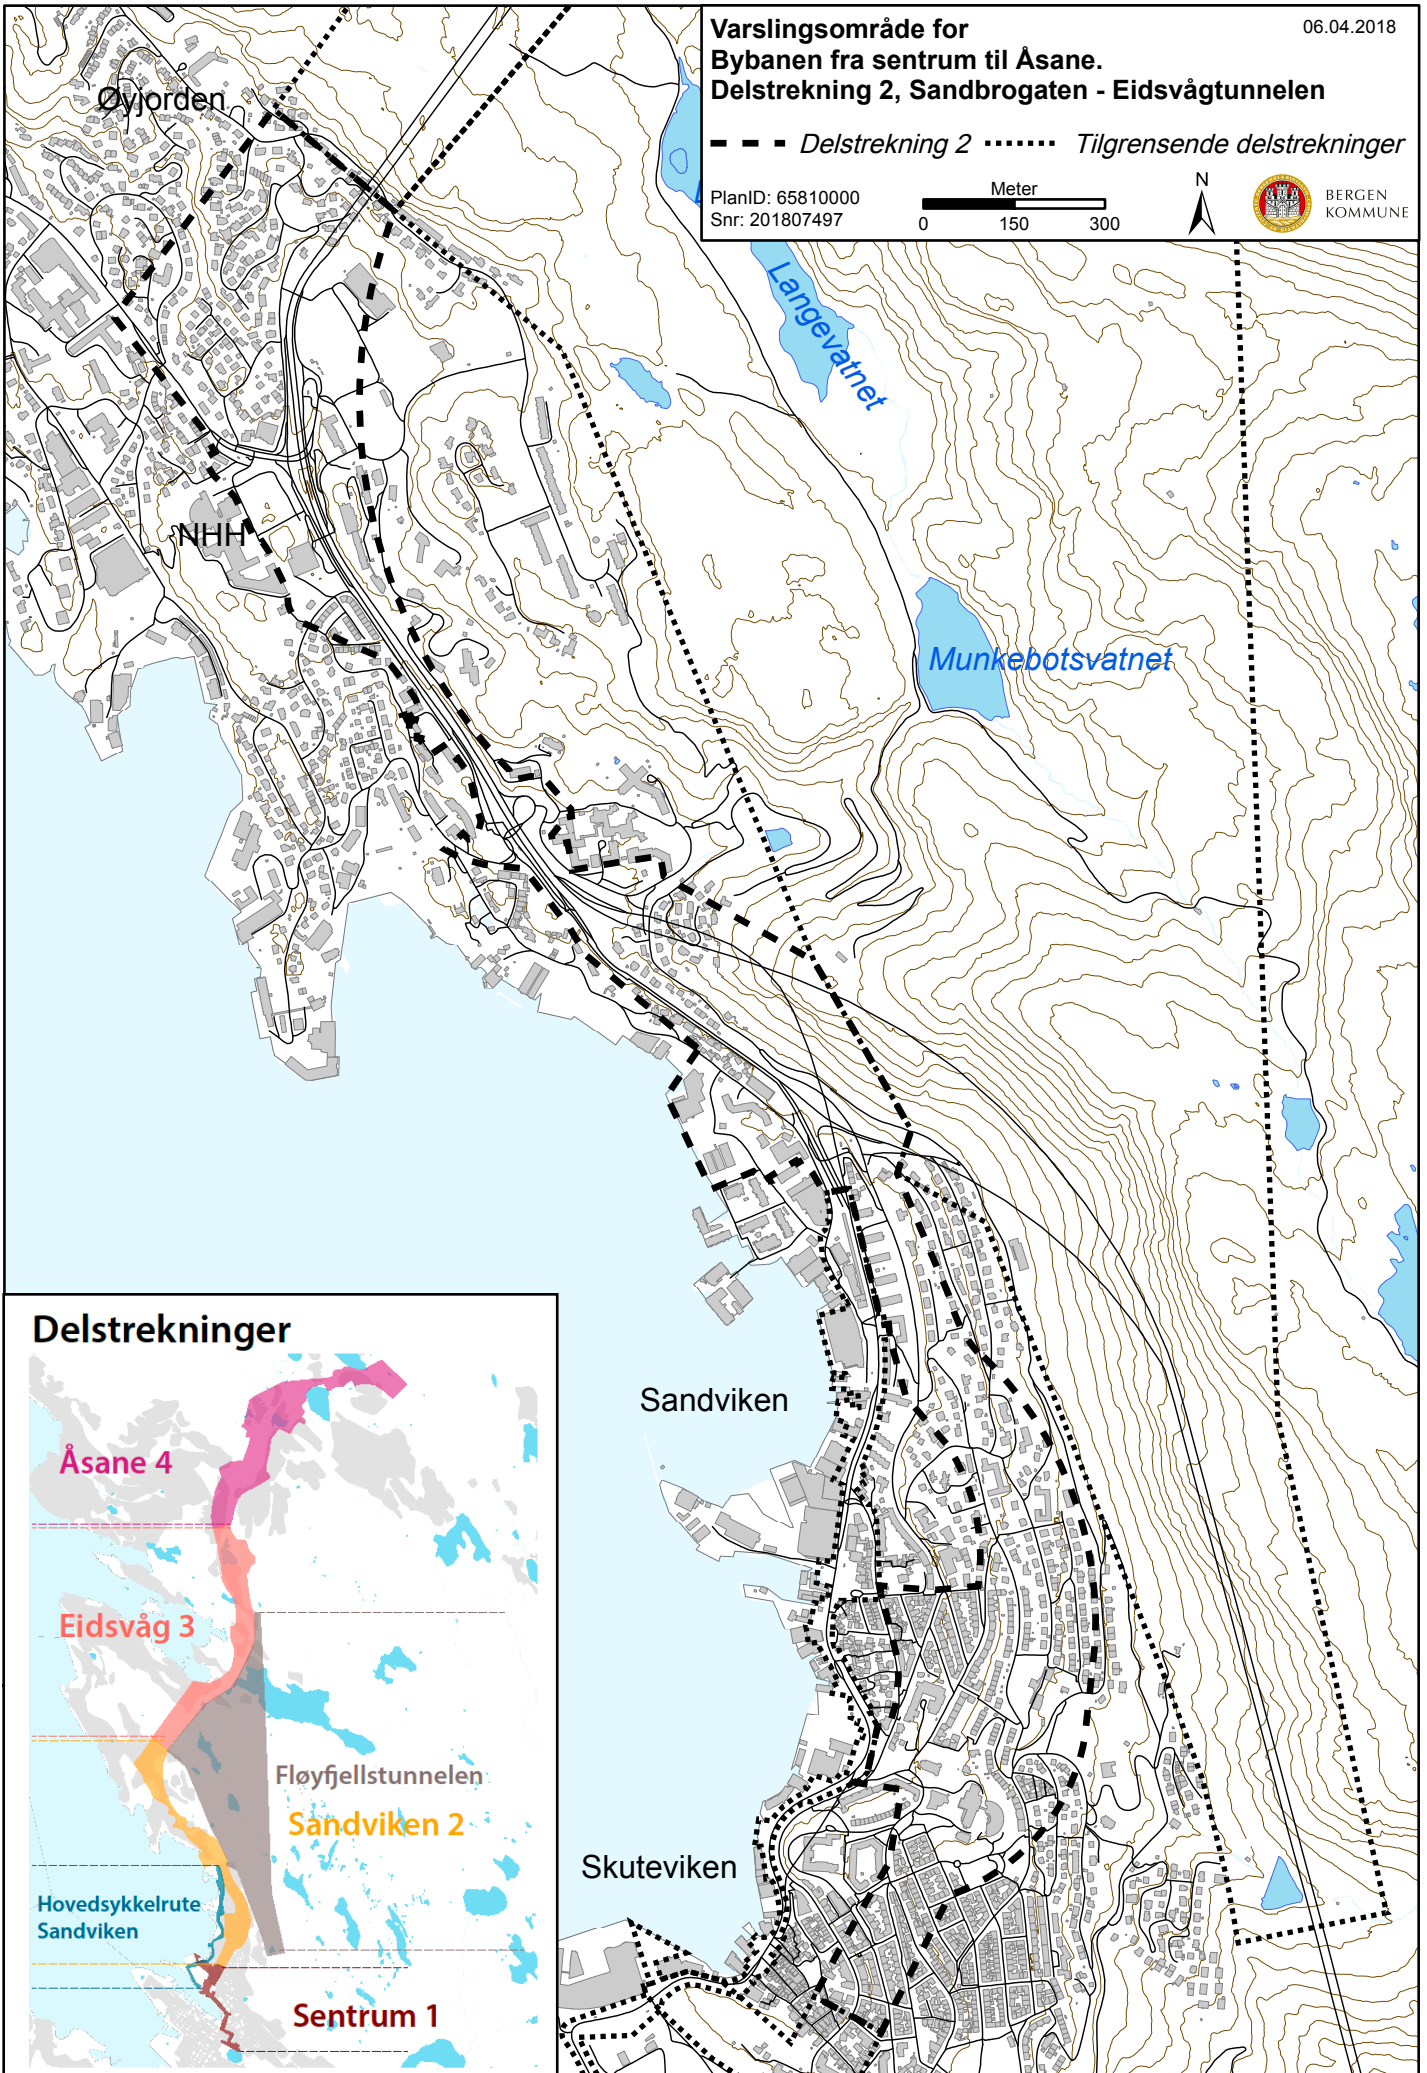 Varslingsområde for
06.04.2018
Bybanen fra sentrum til Åsane.
Delstrekning 2, Sandbrogaten - Eidsvågtunnelen
Delstrekning 2
Tilgrensende delstrekninger
PlanID: 65810000
Snr: 201807497
Meter
0 150 300
N
BERGEN
KOMMUNE
Øyjorden
Langevatnet
NHH
Munkebotsvatnet
Sandviken
Skuteviken
Delstrekninger
Åsane 4
Eidsvåg 3
Fløyfjellstunnelen
Sandviken 2
Hovedsykkelrute
Sandviken
Sentrum 1